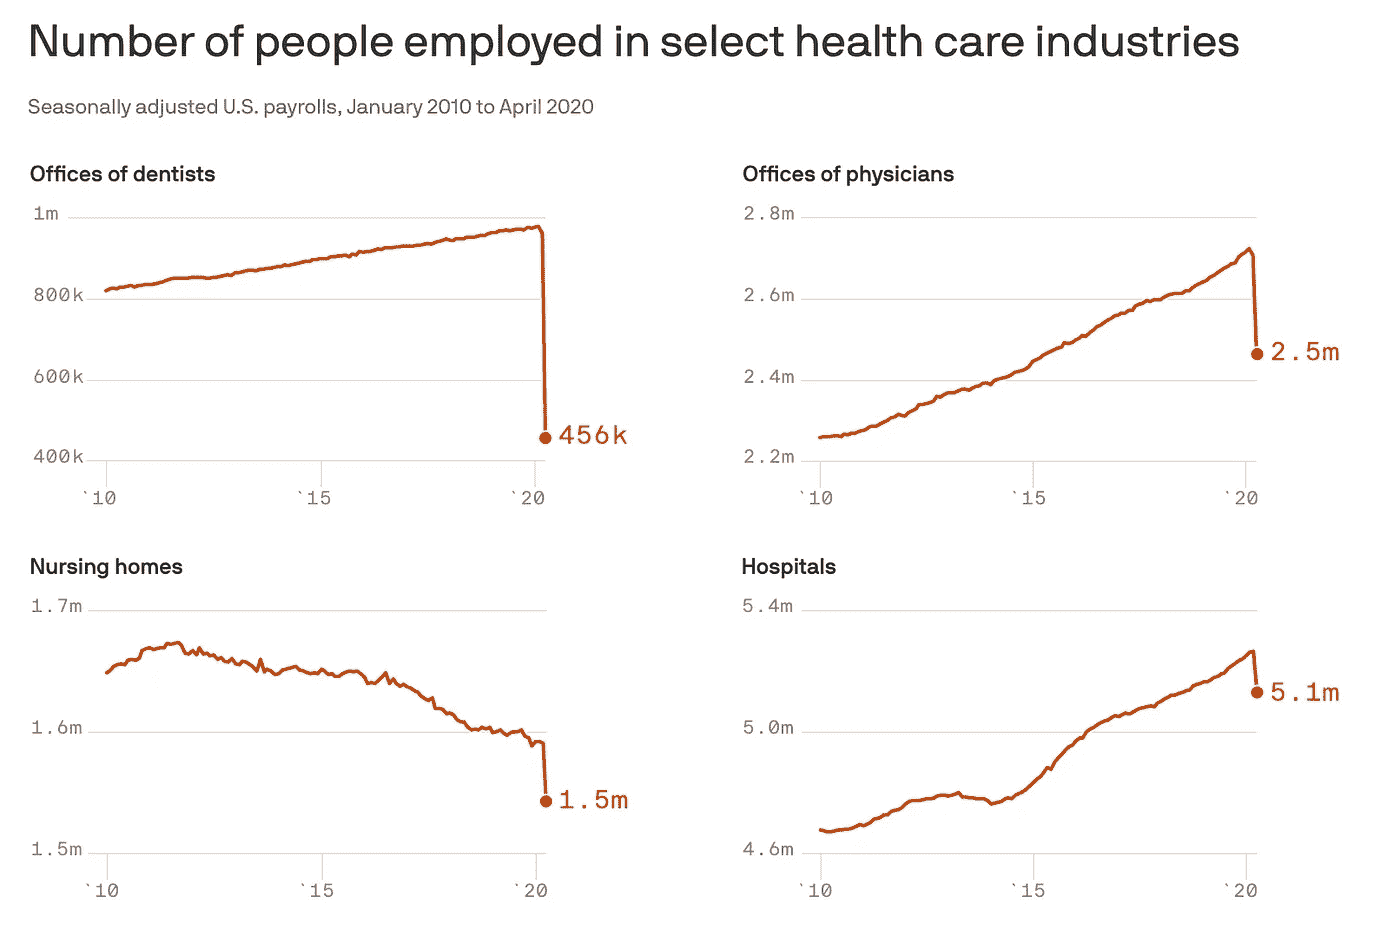 Number of people employed in select health care industries
Seasonally adjusted U.S. payrolls, January 2010 to April 2020
Offices of dentists
1m
800k
600k
400k
456k
`10 `15 `20
Offices of physicians
2.8m
2.6m
2.4m
2.2m
2.5m
`10 `15 `20
Nursing homes
1.7m
1.6m
1.5m
1.5m
`10 `15 `20
Hospitals
5.4m
5.0m
4.6m
5.1m
`10 `15 `20